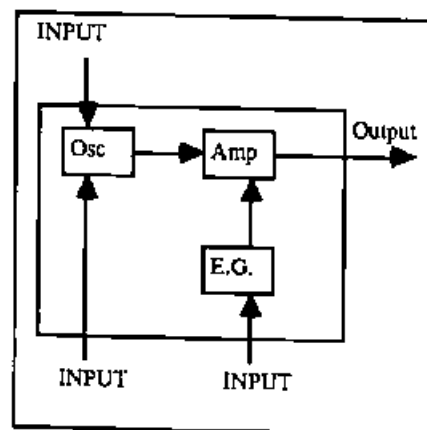 INPUT
Osc
Amp
Output
E.G.
INPUT
INPUT